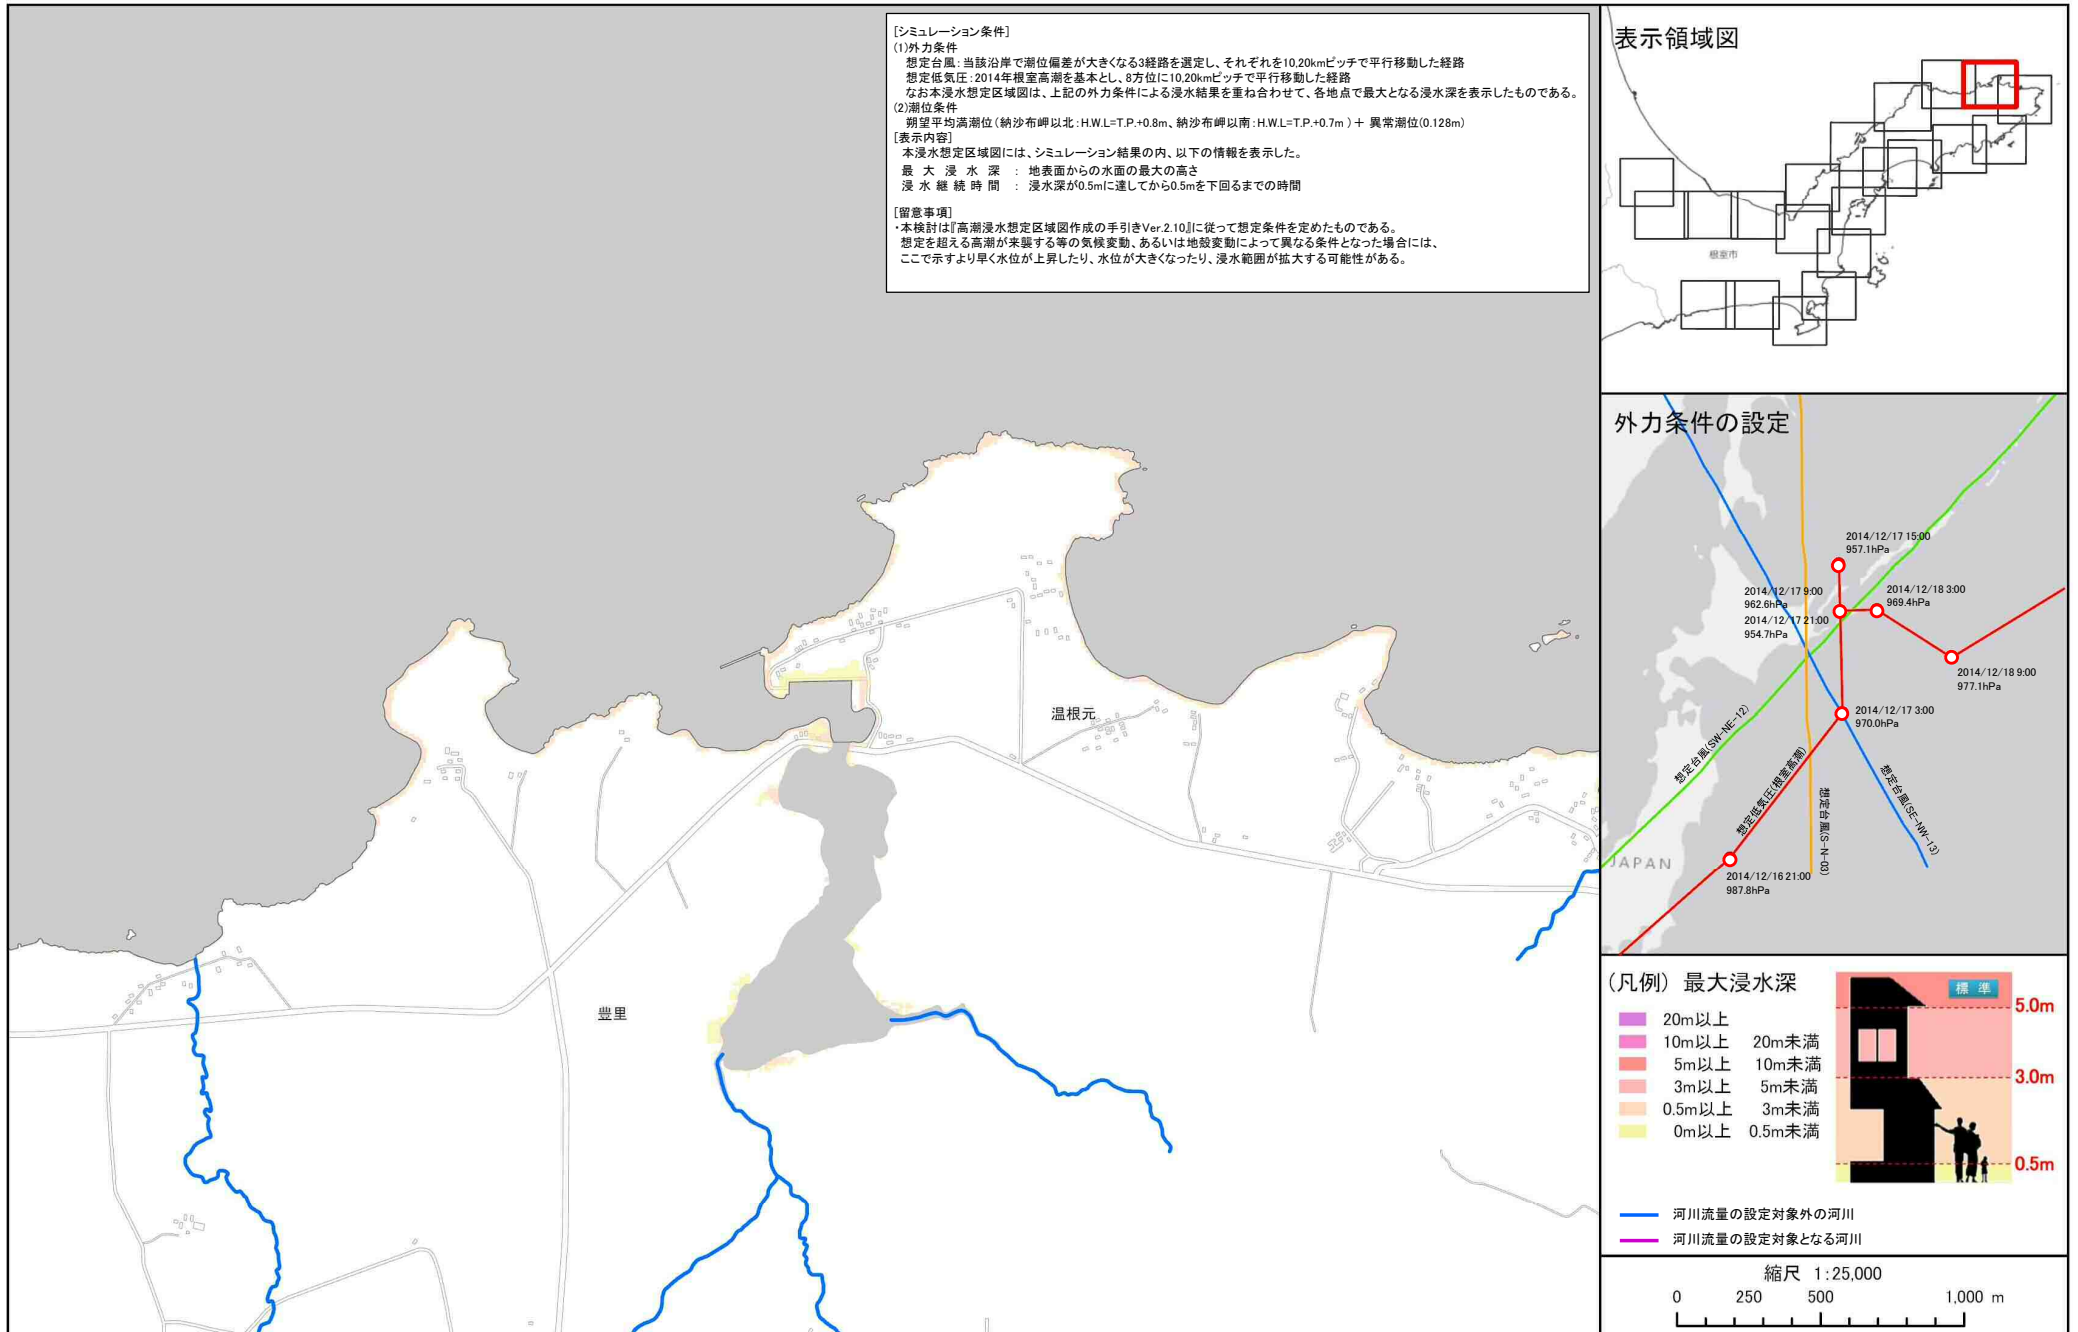 [シミュレーション条件]
(1)外力条件
想定台風：当該沿岸で潮位偏差が大きくなる3経路を選定し、それぞれを10,20kmピッチで平行移動した経路
想定低気圧：2014年根室高潮を基本とし、8方位に10,20kmピッチで平行移動した経路
なお本浸水想定区域図は、上記の外力条件による浸水結果を重ね合わせて、各地点で最大となる浸水深を表示したものである。
(2)潮位条件
朔望平均満潮位（納沙布岬以北：H.W.L=T.P.+0.8m、納沙布岬以南：H.W.L=T.P.+0.7m ）＋ 異常潮位(0.128m)
[表示内容]
本浸水想定区域図には、シミュレーション結果の内、以下の情報を表示した。
最 大 浸 水 深 ： 地表面からの水面の最大の高さ
浸 水 継 続 時 間 ： 浸水深が0.5mに達してから0.5mを下回るまでの時間
[留意事項]
・本検討は『高潮浸水想定区域図作成の手引きVer.2.10』に従って想定条件を定めたものである。
想定を超える高潮が来襲する等の気候変動、あるいは地殻変動によって異なる条件となった場合には、
ここで示すより早く水位が上昇したり、水位が大きくなったり、浸水範囲が拡大する可能性がある。
温根元
豊里
表示領域図
根室市
外力条件の設定
2014/12/17 15:00
957.1hPa
2014/12/17 9:00
962.6hPa
2014/12/18 3:00
969.4hPa
2014/12/17 21:00
954.7hPa
2014/12/18 9:00
977.1hPa
2014/12/17 3:00
970.0hPa
想定台風(SW-NE-12)
想定低気圧(根室高潮)
想定台風(S-N-03)
想定台風(SE-NW-13)
JAPAN
2014/12/16 21:00
987.8hPa
(凡例) 最大浸水深
標 準
20m以上
10m以上 20m未満
5m以上 10m未満
3m以上 5m未満
0.5m以上 3m未満
0m以上 0.5m未満
5.0m
3.0m
0.5m
河川流量の設定対象外の河川
河川流量の設定対象となる河川
縮尺 1:25,000
0 250 500 1,000 m